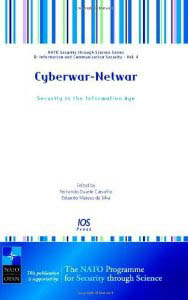 NATO Security through Science Series
D: Information and Communication Security - Vol. 4
Cyberwar-Netwar
Security in the Information Age
Edited by
Fernando Duarte Carvalho
Eduardo Mateus da Silva
IOS
Press
NATO
OTAN
This publication
is supported by:
The NATO Programme
for Security through Science